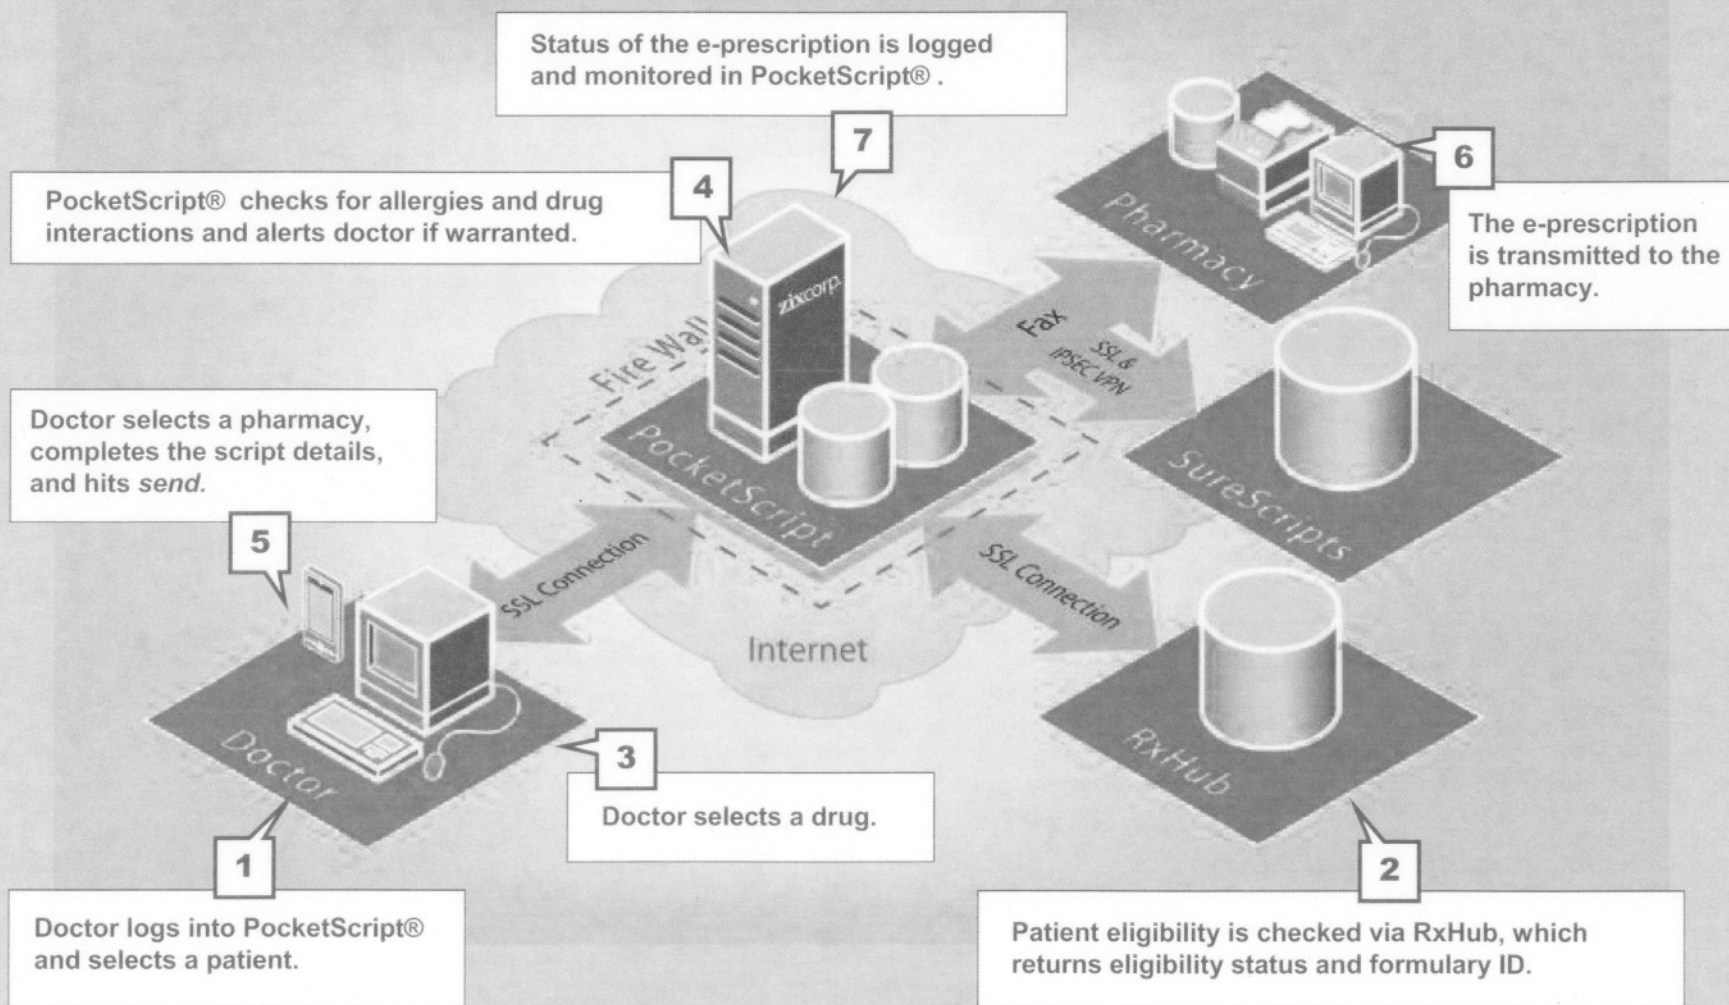 Status of the e-prescription is logged
and monitored in PocketScript® .
7
PocketScript® checks for allergies and drug
interactions and alerts doctor if warranted.
4
6
The e-prescription
is transmitted to the
pharmacy.
Pharmacy
zixcorp.
Fire Wall
Fax
SSL &
IPSEC VPN
Doctor selects a pharmacy,
completes the script details,
and hits send.
5
PocketScript
SureScripts
SSL Connection
SSL Connection
Internet
Doctor
RxHub
3
Doctor selects a drug.
1
Doctor logs into PocketScript®
and selects a patient.
2
Patient eligibility is checked via RxHub, which
returns eligibility status and formulary ID.